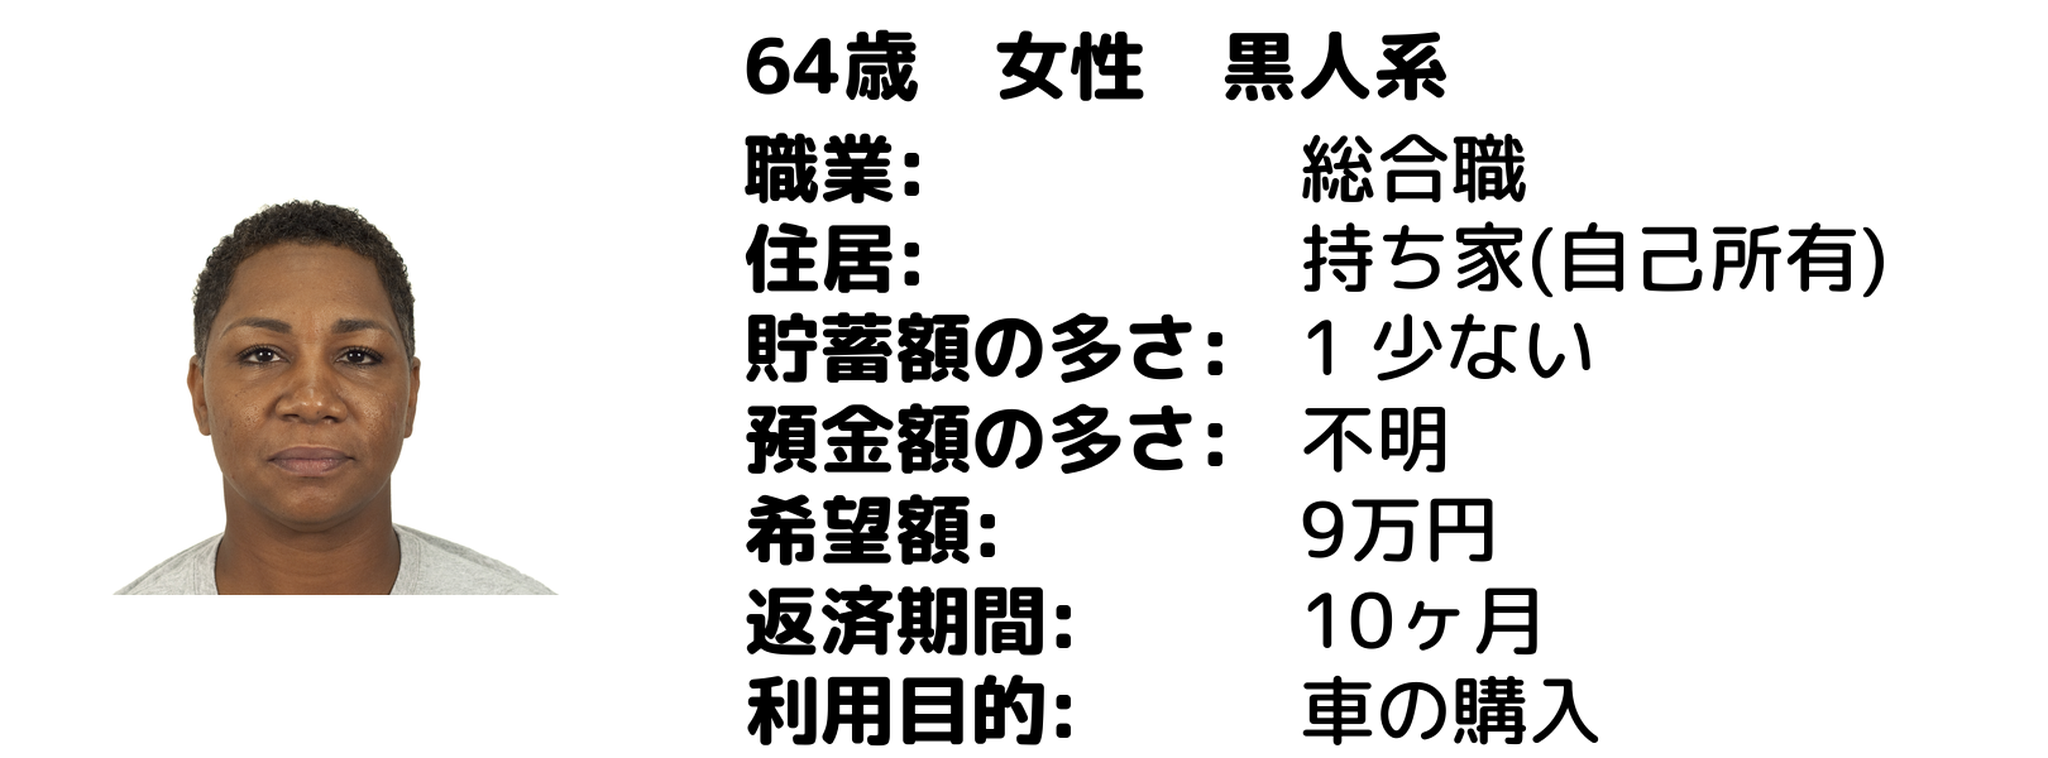 64歳　女性　黒人系
職業: 総合職
住居: 持ち家(自己所有)
貯蓄額の多さ: 1 少ない
預金額の多さ: 不明
希望額: 9万円
返済期間: 10ヶ月
利用目的: 車の購入